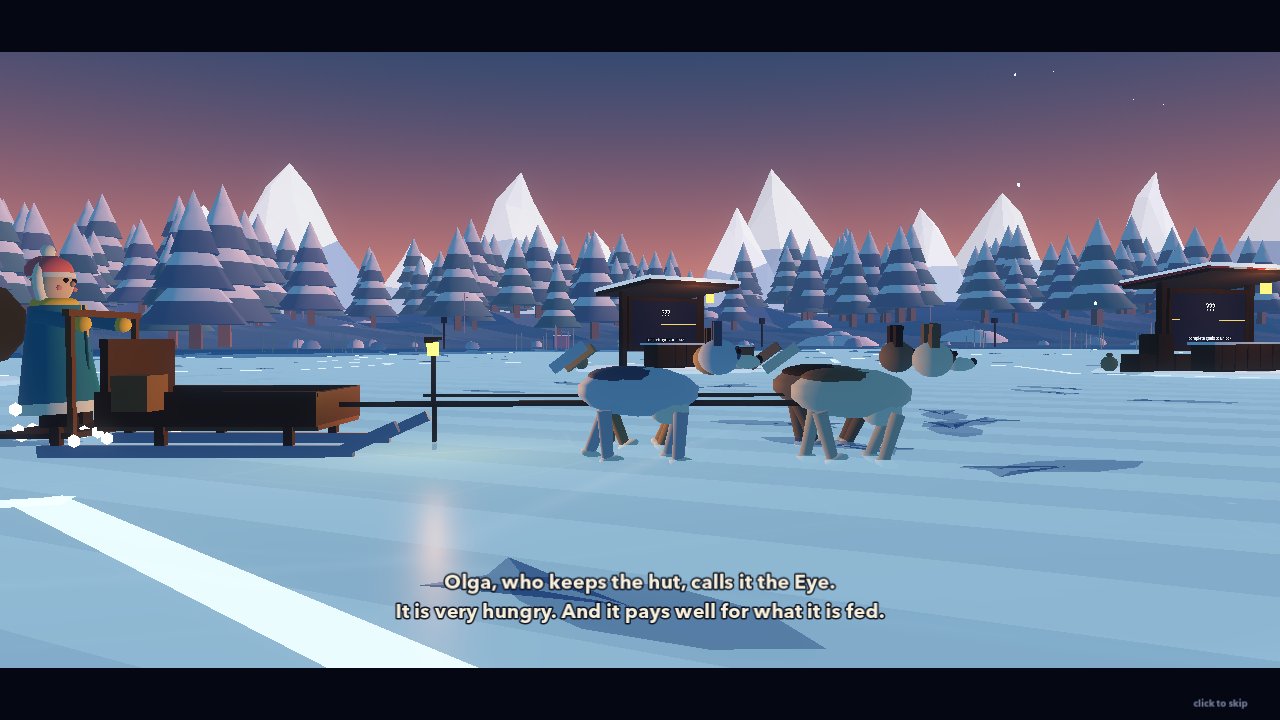 ???
???
Olga, who keeps the hut, calls it the Eye.
It is very hungry. And it pays well for what it is fed.
click to skip